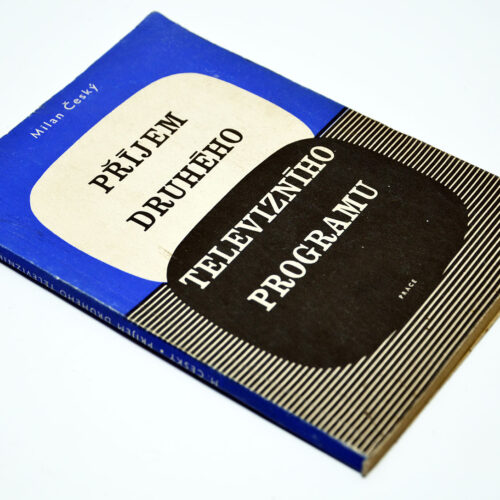 Milan Český
PŘÍJEM
DRUHÉHO
TELEVIZNÍHO
PROGRAMU
PRÁCE
M. ČESKÝ • PŘÍJEM DRUHÉHO TELEVIZNÍHO